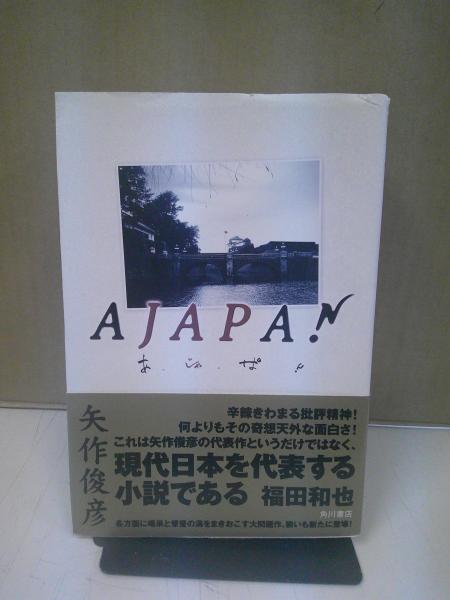 AJAPA!N
あ・じゃ・ぱ!ん
矢作俊彦
辛辣きわまる批評精神!
何よりもその奇想天外な面白さ!
これは矢作俊彦の代表作というだけではなく、
現代日本を代表する
小説である 福田和也
角川書店
各方面に喝采と顰蹙の渦をまきおこす大問題作、装いも新たに登場!